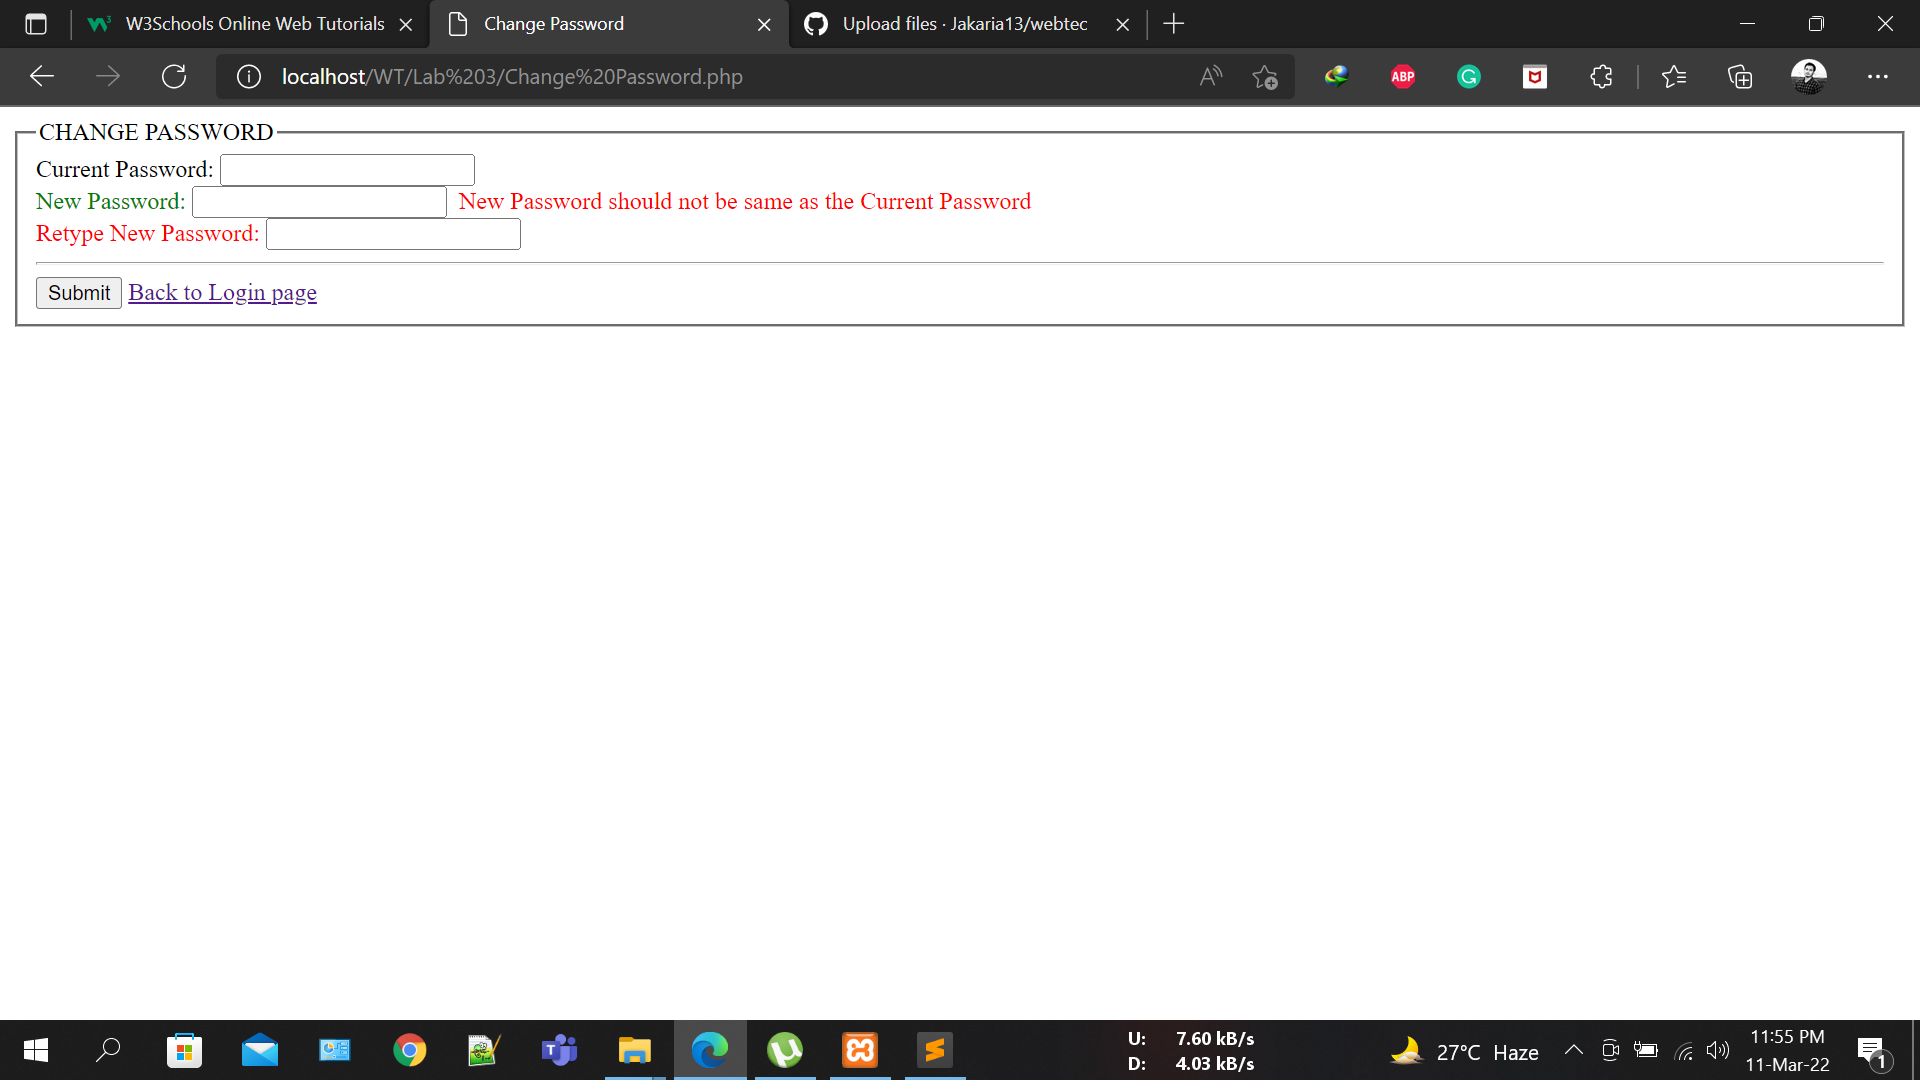 W3Schools Online Web Tutorials
Change Password
Upload files · Jakaria13/webtec
localhost/WT/Lab%203/Change%20Password.php
ABP
CHANGE PASSWORD
Current Password:
New Password: New Password should not be same as the Current Password
Retype New Password:
Submit Back to Login page
U: 7.60 kB/s
D: 4.03 kB/s
27°C Haze
11:55 PM
11-Mar-22
1